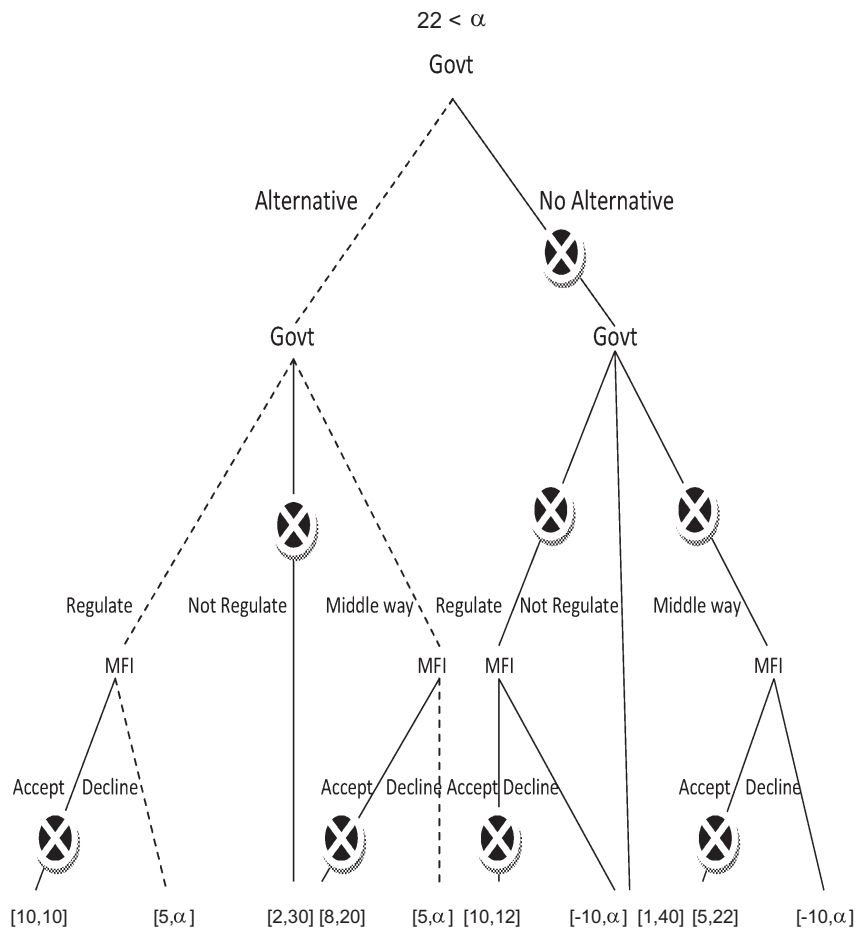 22 < α
Govt
Alternative No Alternative
Govt Govt
Regulate Not Regulate Middle way Regulate Not Regulate Middle way
MFI MFI MFI MFI
Accept Decline Accept Decline Accept Decline Accept Decline
[10,10] [5,α] [2,30] [8,20] [5,α] [10,12] [-10,α] [1,40] [5,22] [-10,α]